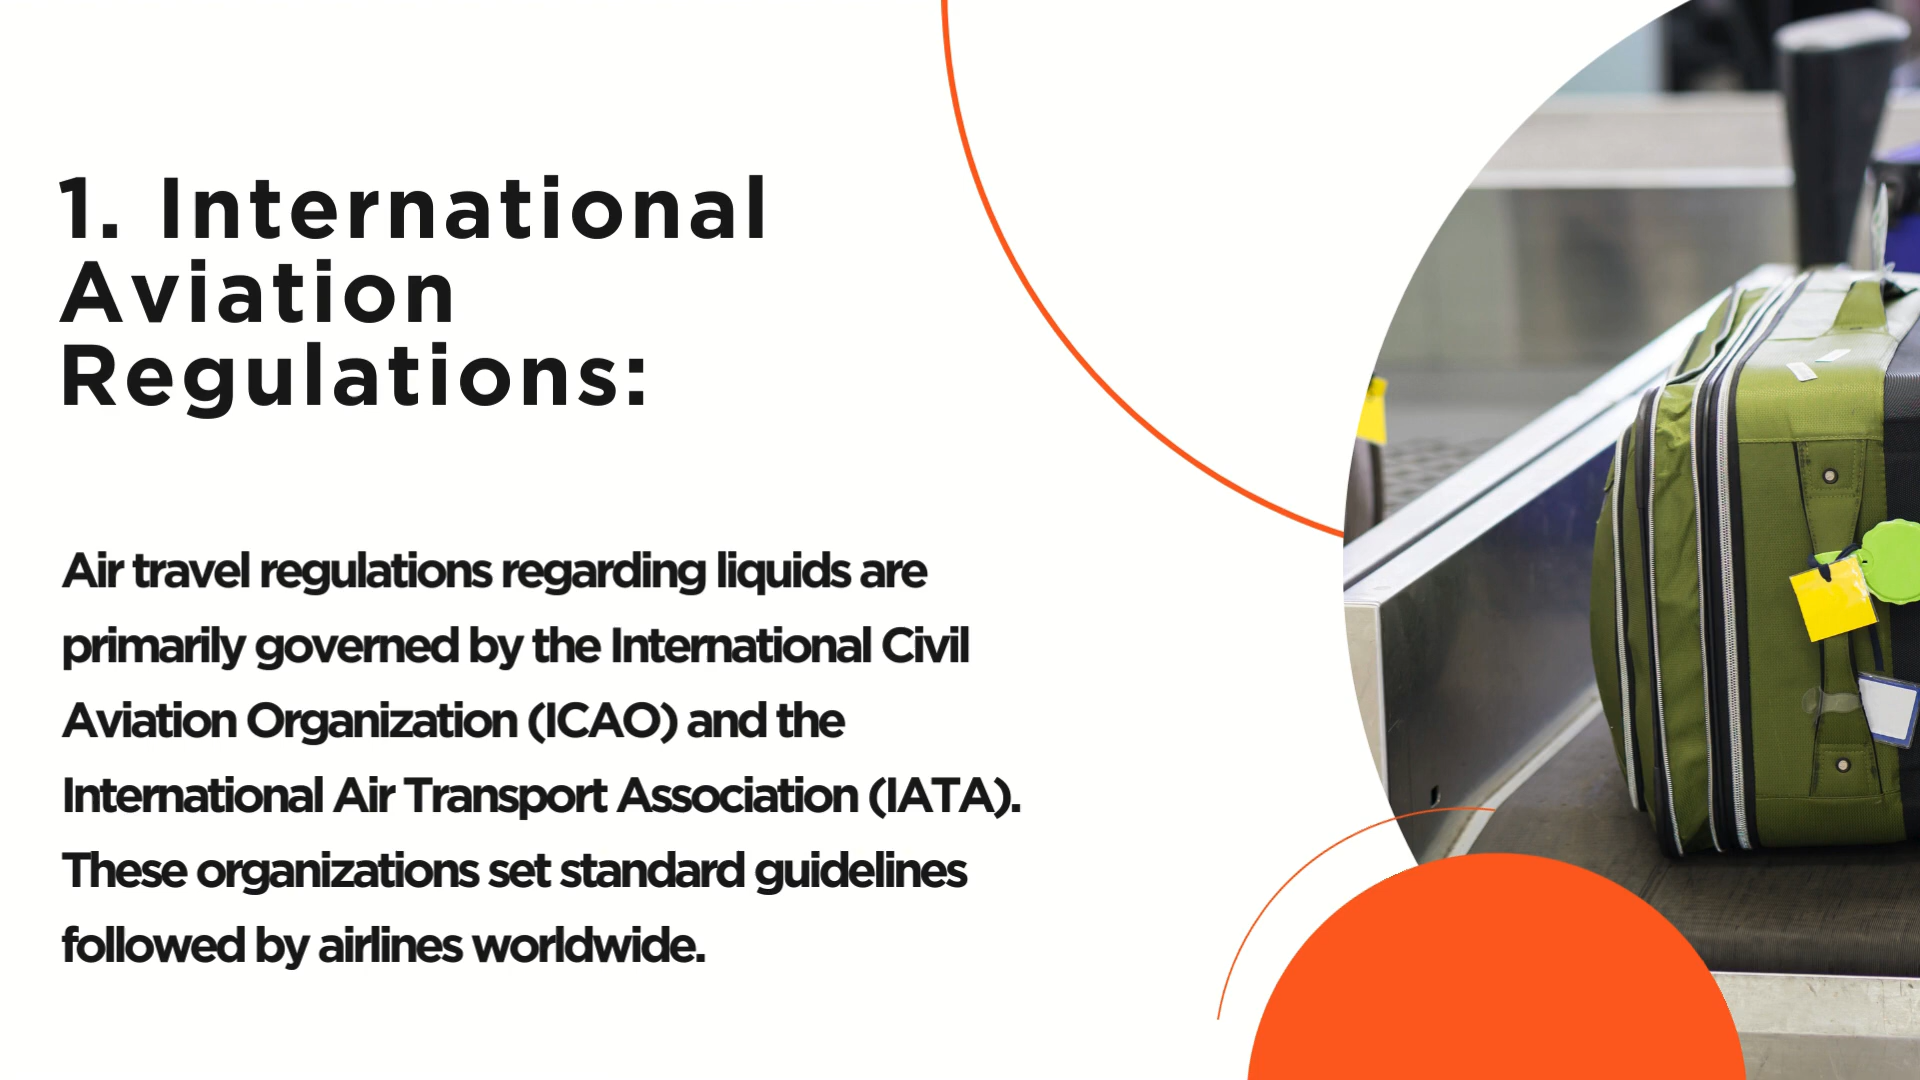 1. International
Aviation
Regulations:
Air travel regulations regarding liquids are
primarily governed by the International Civil
Aviation Organization (ICAO) and the
International Air Transport Association (IATA).
These organizations set standard guidelines
followed by airlines worldwide.